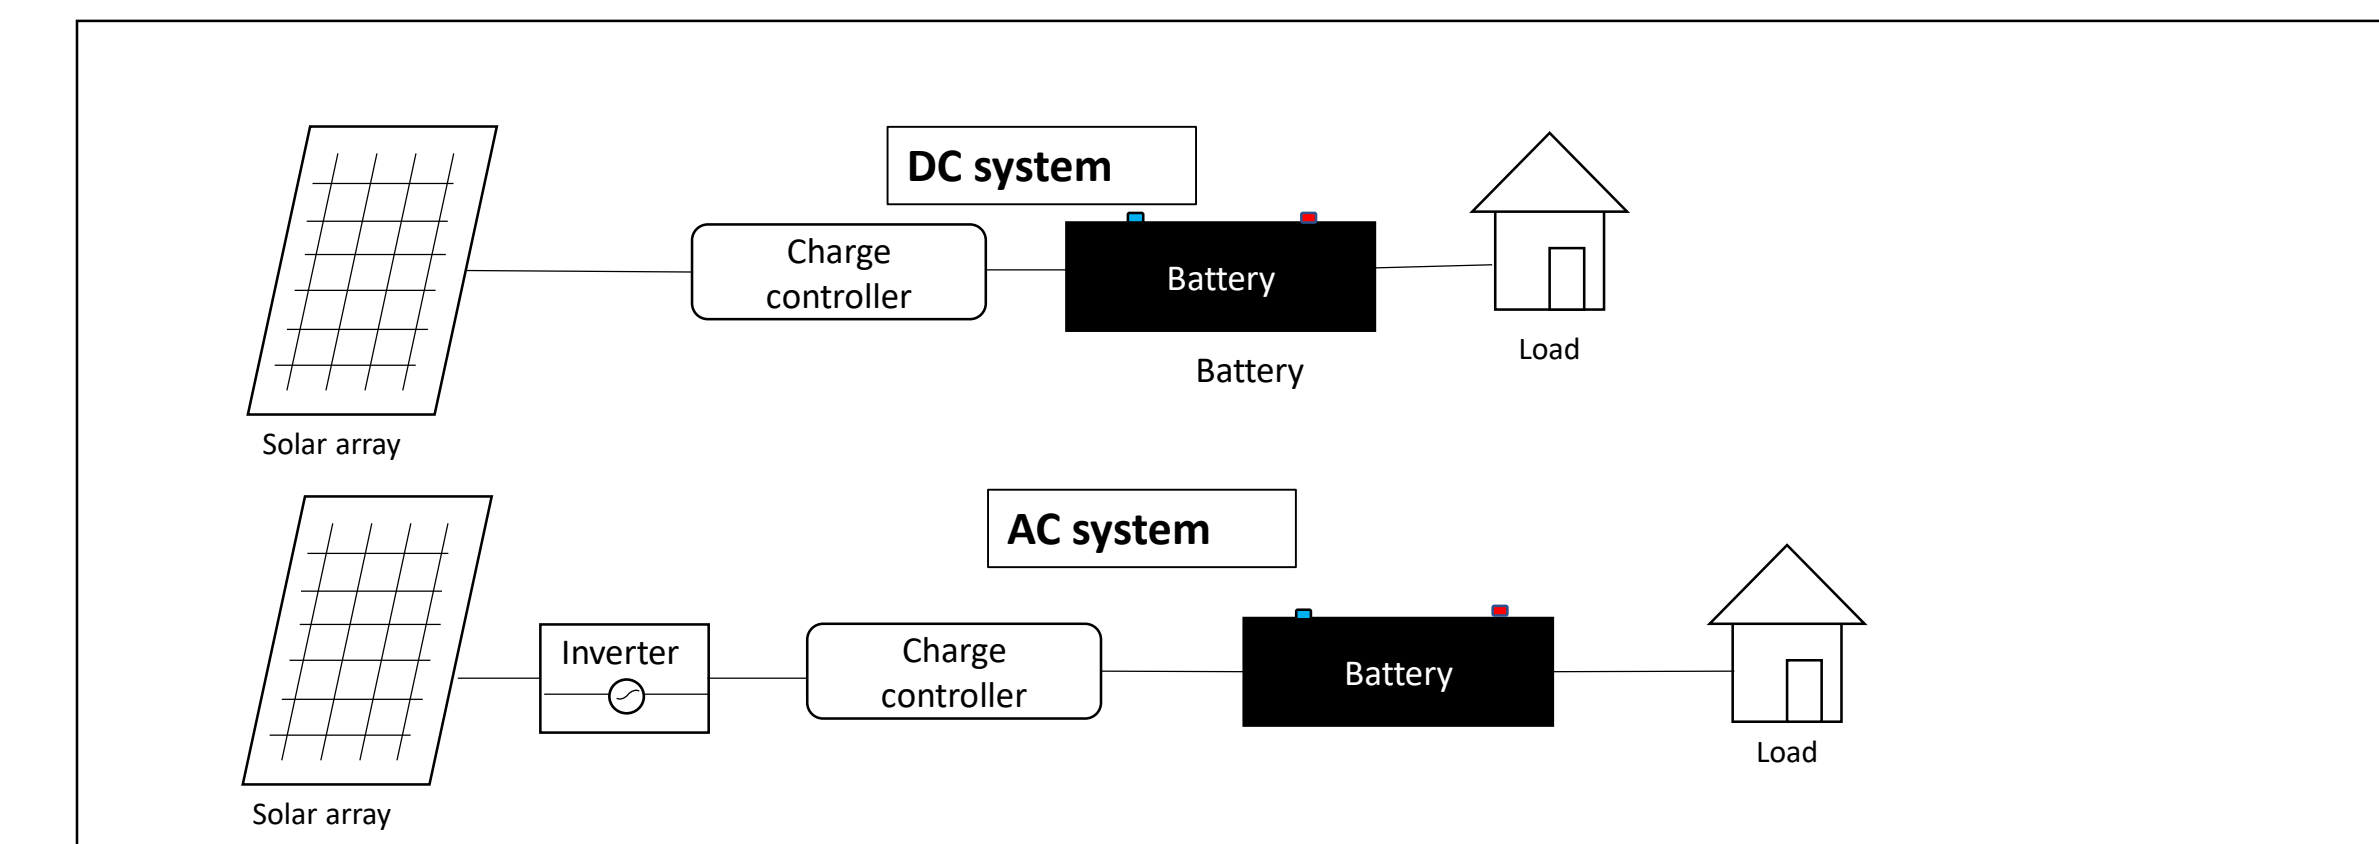 DC system
Charge
controller
Battery
Load
Battery
Solar array
AC system
Inverter
Charge
controller
Battery
Load
Solar array